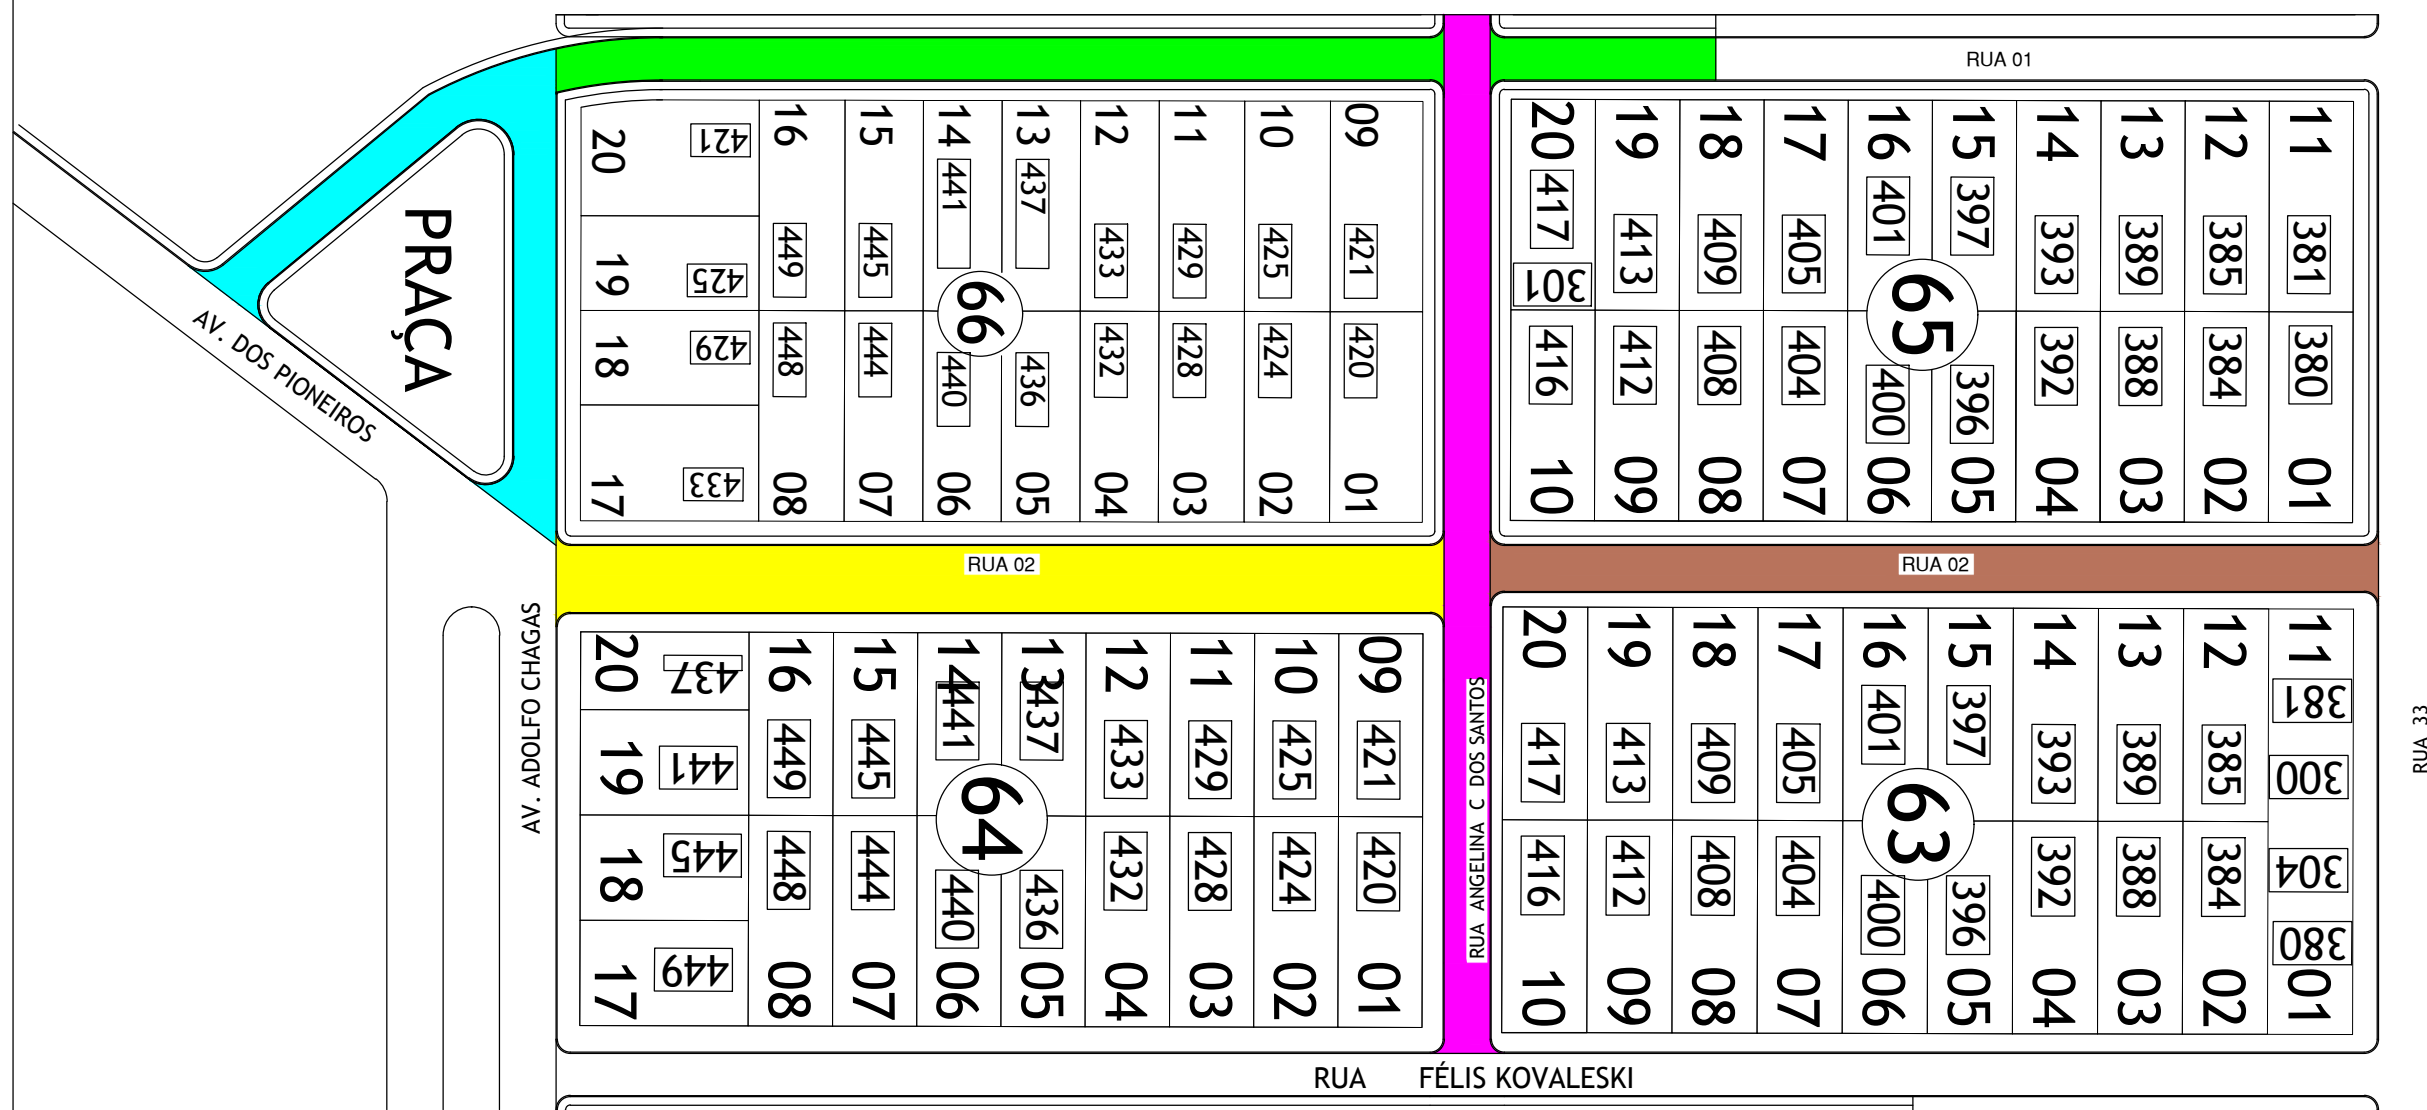 RUA 01
PRAÇA
AV. DOS PIONEIROS
AV. ADOLFO CHAGAS
20 16 15 14 13 12 11 10 09
421
441 437
449 445 433 429 425 421
19
425
66
18
429
448 444 440 436 432 428 424 420
17
433
08 07 06 05 04 03 02 01
20 19 18 17 16 15 14 13 12 11
417 401 397
413 409 405 393 389 385 381
301
65
416 412 408 404 400 396 392 388 384 380
10 09 08 07 06 05 04 03 02 01
RUA 02
RUA 02
20 16 15 14 13 12 11 10 09
437
441 437
19
441
449 445 433 429 425 421
64
18
445
448 444 440 436 432 428 424 420
17
449
08 07 06 05 04 03 02 01
RUA ANGELINA C DOS SANTOS
20 19 18 17 16 15 14 13 12 11
401 397 381
417 413 409 405 393 389 385 300
63
416 412 408 404 400 396 392 388 384 304
380
10 09 08 07 06 05 04 03 02 01
RUA 33
RUA FÉLIS KOVALESKI